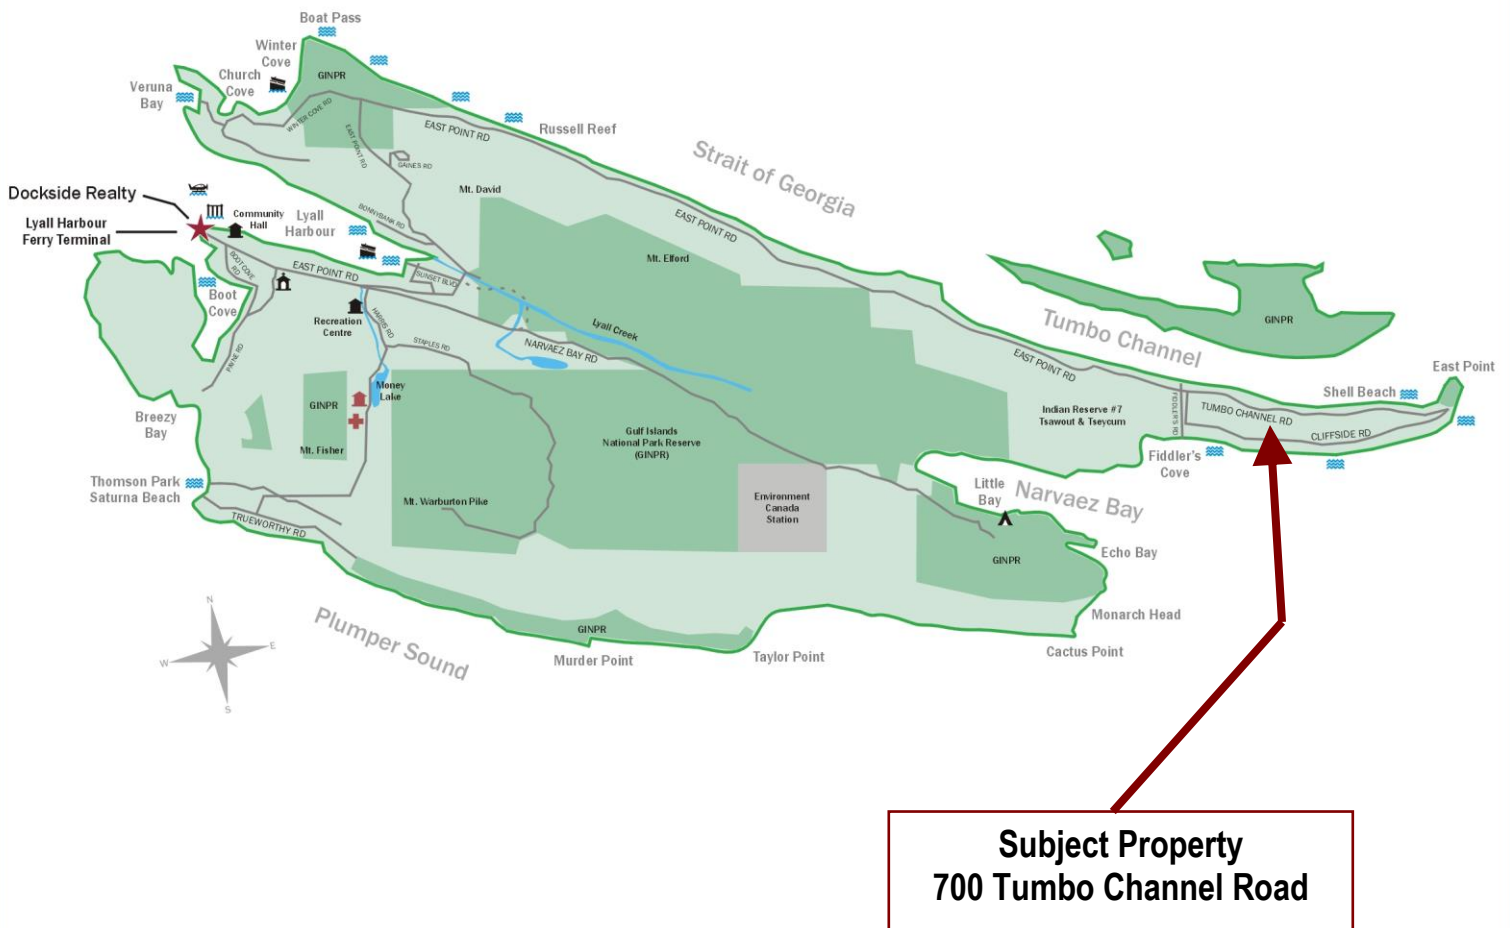 Boat Pass
Winter
Cove
Church
Cove
GINPR
Veruna
Bay
WINTER COVE RD
EAST POINT RD
EAST POINT RD
Russell Reef
GAINES RD
Strait of Georgia
Dockside Realty
Mt. David
Lyall Harbour
Ferry Terminal
Community
Hall
Lyall
Harbour
BONNYBANK RD
EAST POINT RD
Mt. Elford
BOOT COVE
RD
EAST POINT RD
SUNSET BLVD
Boot
Cove
Recreation
Centre
HARRIS RD
Lyall Creek
STAPLES RD
NARVAEZ BAY RD
PAYNE RD
Tumbo Channel
GINPR
EAST POINT RD
East Point
Shell Beach
Money
Lake
GINPR
Breezy
Bay
Indian Reserve #7
Tsawout & Tseycum
FIDDLERS RD
TUMBO CHANNEL RD
CLIFFSIDE RD
Gulf Islands
National Park Reserve
(GINPR)
Mt. Fisher
Fiddler's
Cove
Thomson Park
Saturna Beach
Mt. Warburton Pike
Environment
Canada
Station
Little
Bay
Narvaez Bay
TRUEWORTHY RD
Echo Bay
GINPR
N
W
E
S
Plumper Sound
GINPR
Monarch Head
Murder Point
Taylor Point
Cactus Point
Subject Property
700 Tumbo Channel Road